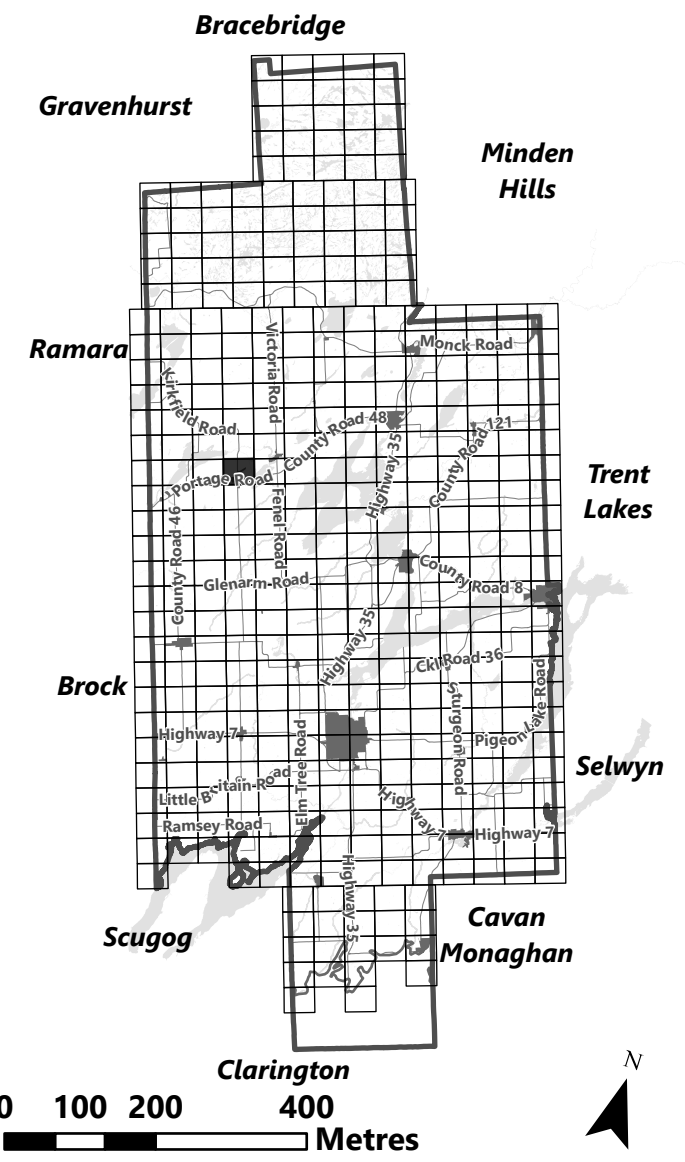 Bracebridge
Gravenhurst
Minden
Hills
Ramara
Victoria Road
Monck Road
Kirkfield Road
County Road 48
Highway 35
County Road 121
Portage Road
Trent
Lakes
County Road 46
Fenel Road
Glenarm Road
County Road 8
Highway 35
Ckl Road 36
Brock
Sturgeon Road
Pigeon Lake Road
Highway 7
Elm Tree Road
Selwyn
Little Britain Road
Highway 7
Highway 7
Ramsey Road
Highway 35
Scugog
Cavan
Monaghan
Clarington
N
0 100 200 400
Metres